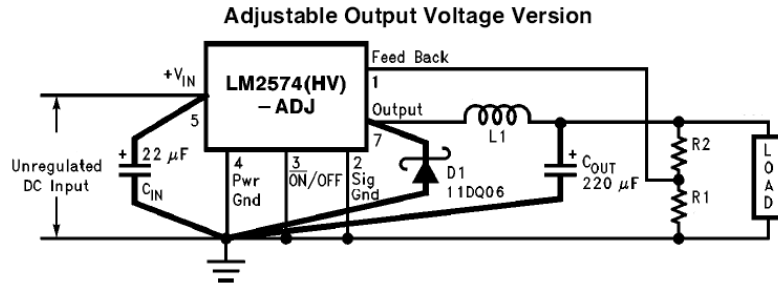 Adjustable Output Voltage Version
+VIN
5
LM2574(HV)
– ADJ
Feed Back
1
Output
7
L1
Unregulated
DC Input
+
22 μF
CIN
4
Pwr
Gnd
3
ON/OFF
2
Sig
Gnd
D1
11DQ06
+
COUT
220 μF
R2
R1
LOAD